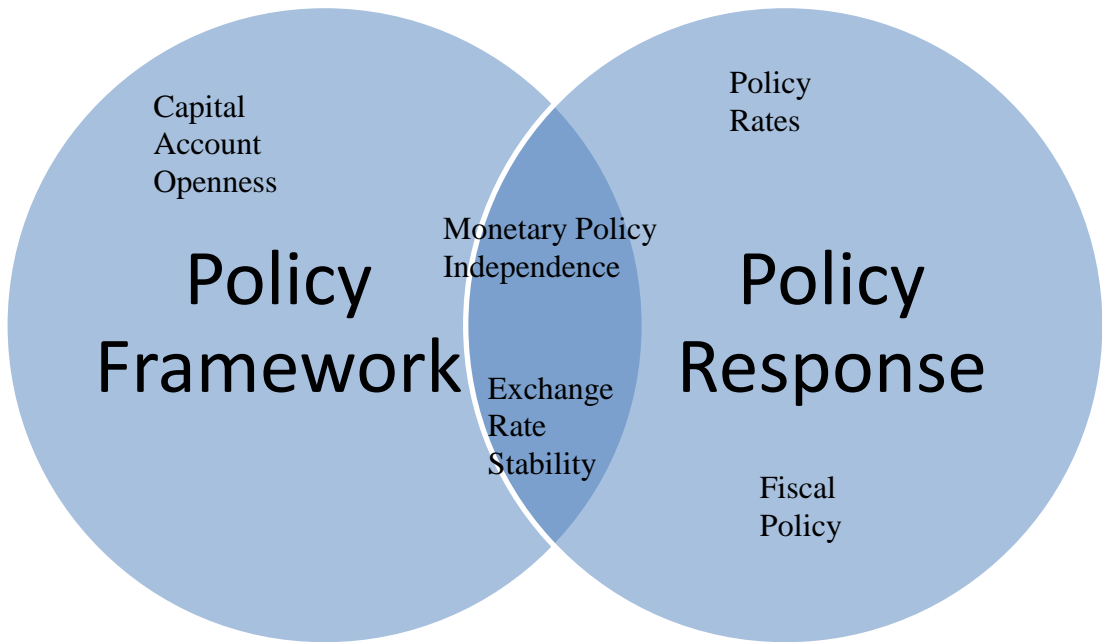 Capital
Account
Openness
Policy
Framework
Monetary Policy
Independence
Exchange
Rate
Stability
Policy
Rates
Policy
Response
Fiscal
Policy